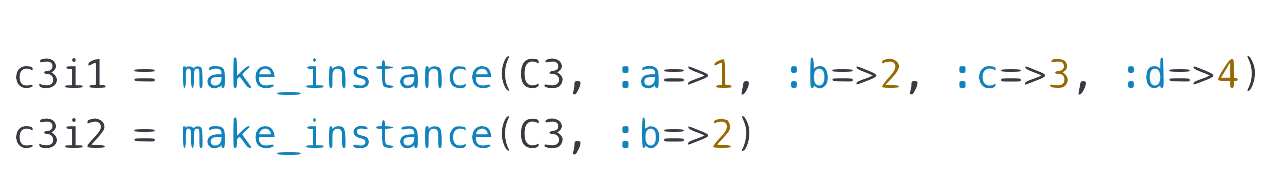 c3i1 = make_instance(C3, :a=>1, :b=>2, :c=>3, :d=>4)
c3i2 = make_instance(C3, :b=>2)